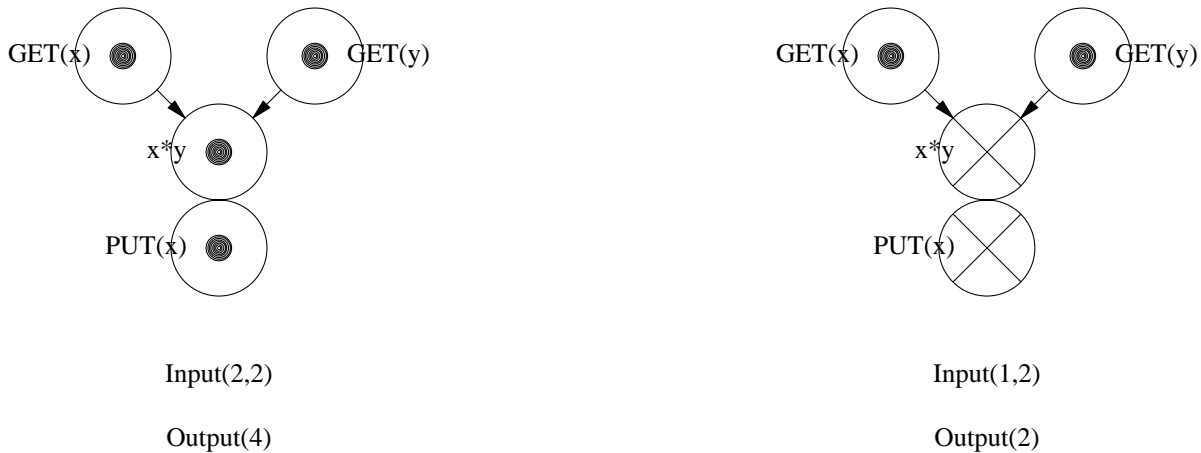 GET(x)
GET(y)
x*y
PUT(x)
Input(2,2)
Output(4)
GET(x)
GET(y)
x*y
PUT(x)
Input(1,2)
Output(2)